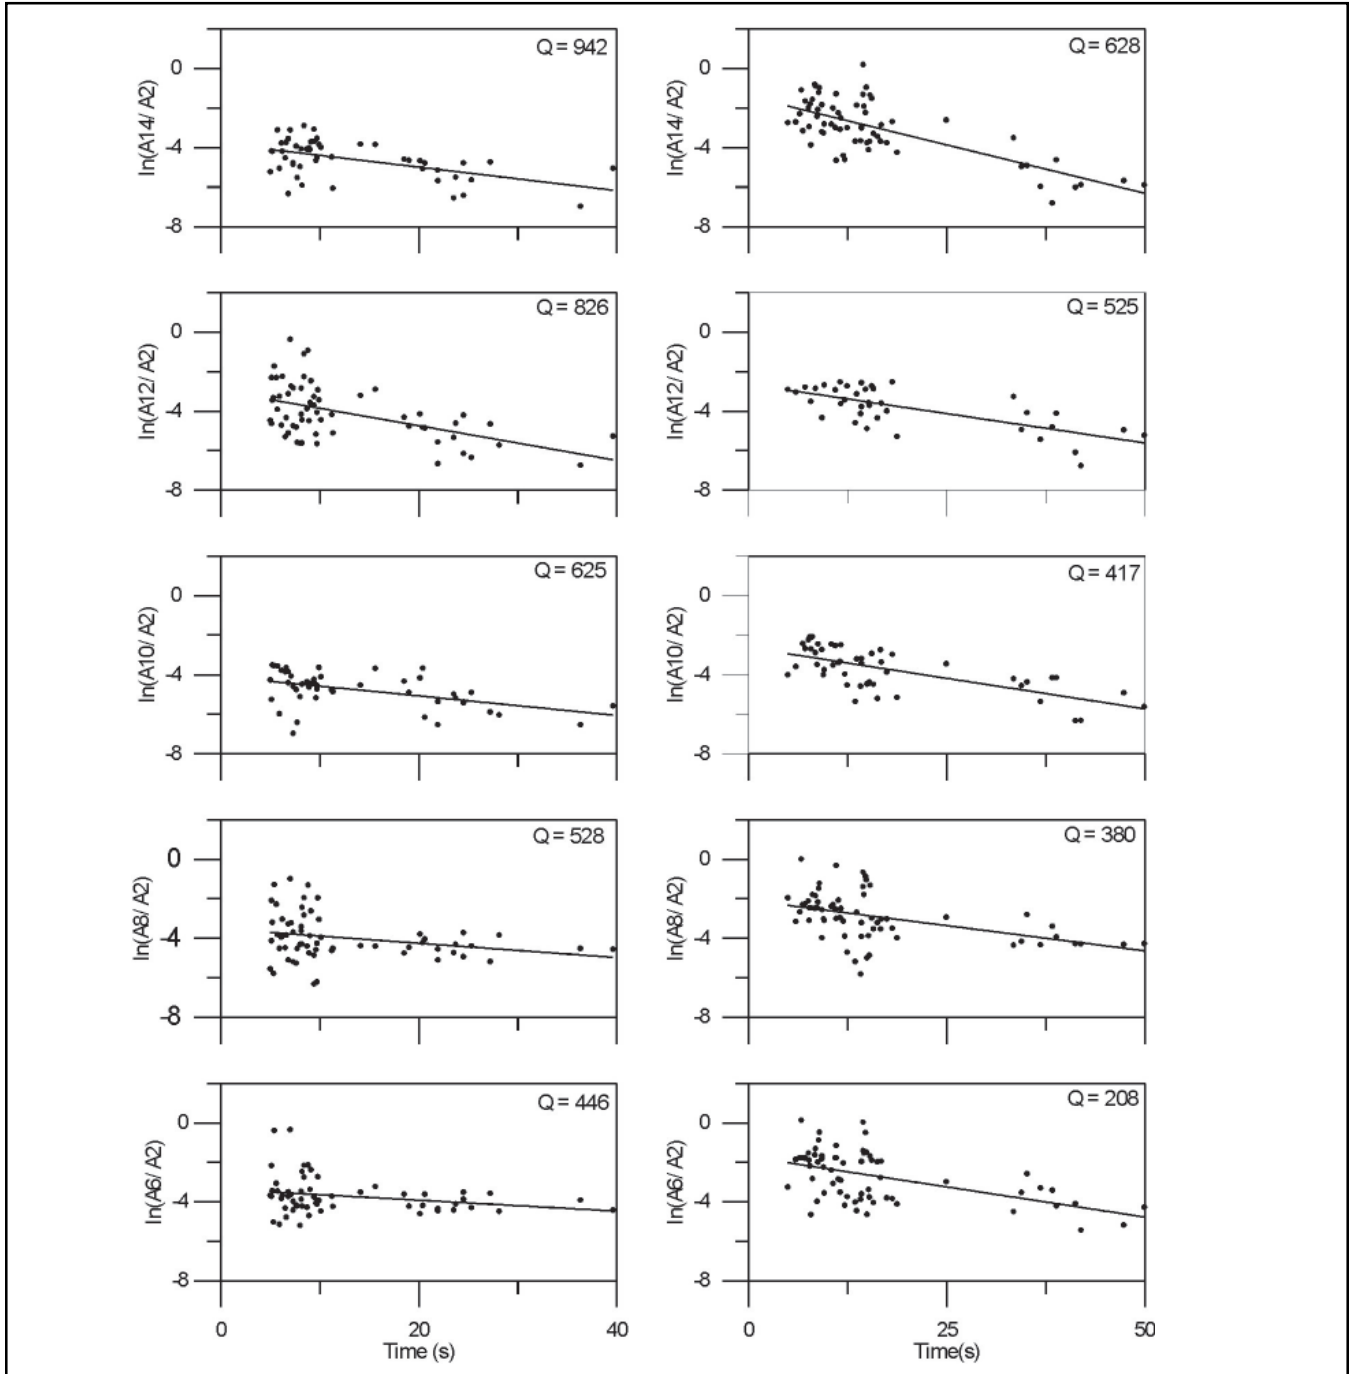 Q = 942
0
-4
-8
ln(A14/ A2)
Q = 628
0
-4
-8
ln(A14/ A2)
Q = 826
0
-4
-8
ln(A12/ A2)
Q = 525
0
-4
-8
ln(A12/ A2)
Q = 625
0
-4
-8
ln(A10/ A2)
Q = 417
0
-4
-8
ln(A10/ A2)
Q = 528
0
-4
-8
ln(A8/ A2)
Q = 380
0
-4
-8
ln(A8/ A2)
Q = 446
0
-4
-8
ln(A6/ A2)
0 20 40
Time (s)
Q = 208
0
-4
-8
ln(A6/ A2)
0 25 50
Time(s)